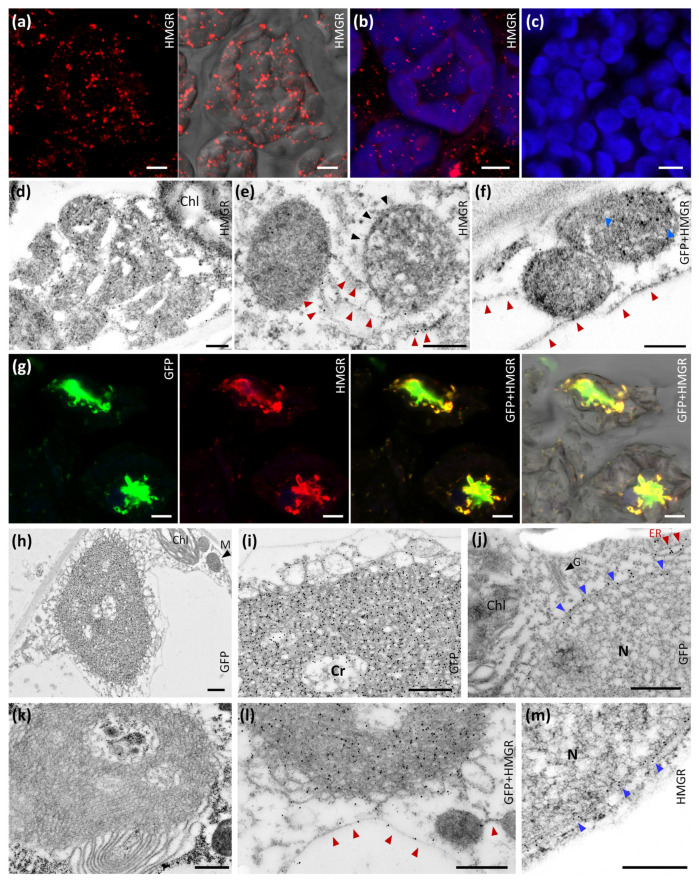 (a)
HMGR
HMGR
(b)
HMGR
(c)
(d)
Chl
HMGR
(e)
HMGR
(f)
GFP+HMGR
(g)
GFP
HMGR
GFP+HMGR
GFP+HMGR
(h)
Chl
M
GFP
(i)
Cr
GFP
(j)
ER
G
Chl
N
GFP
(k)
(l)
GFP+HMGR
(m)
N
HMGR